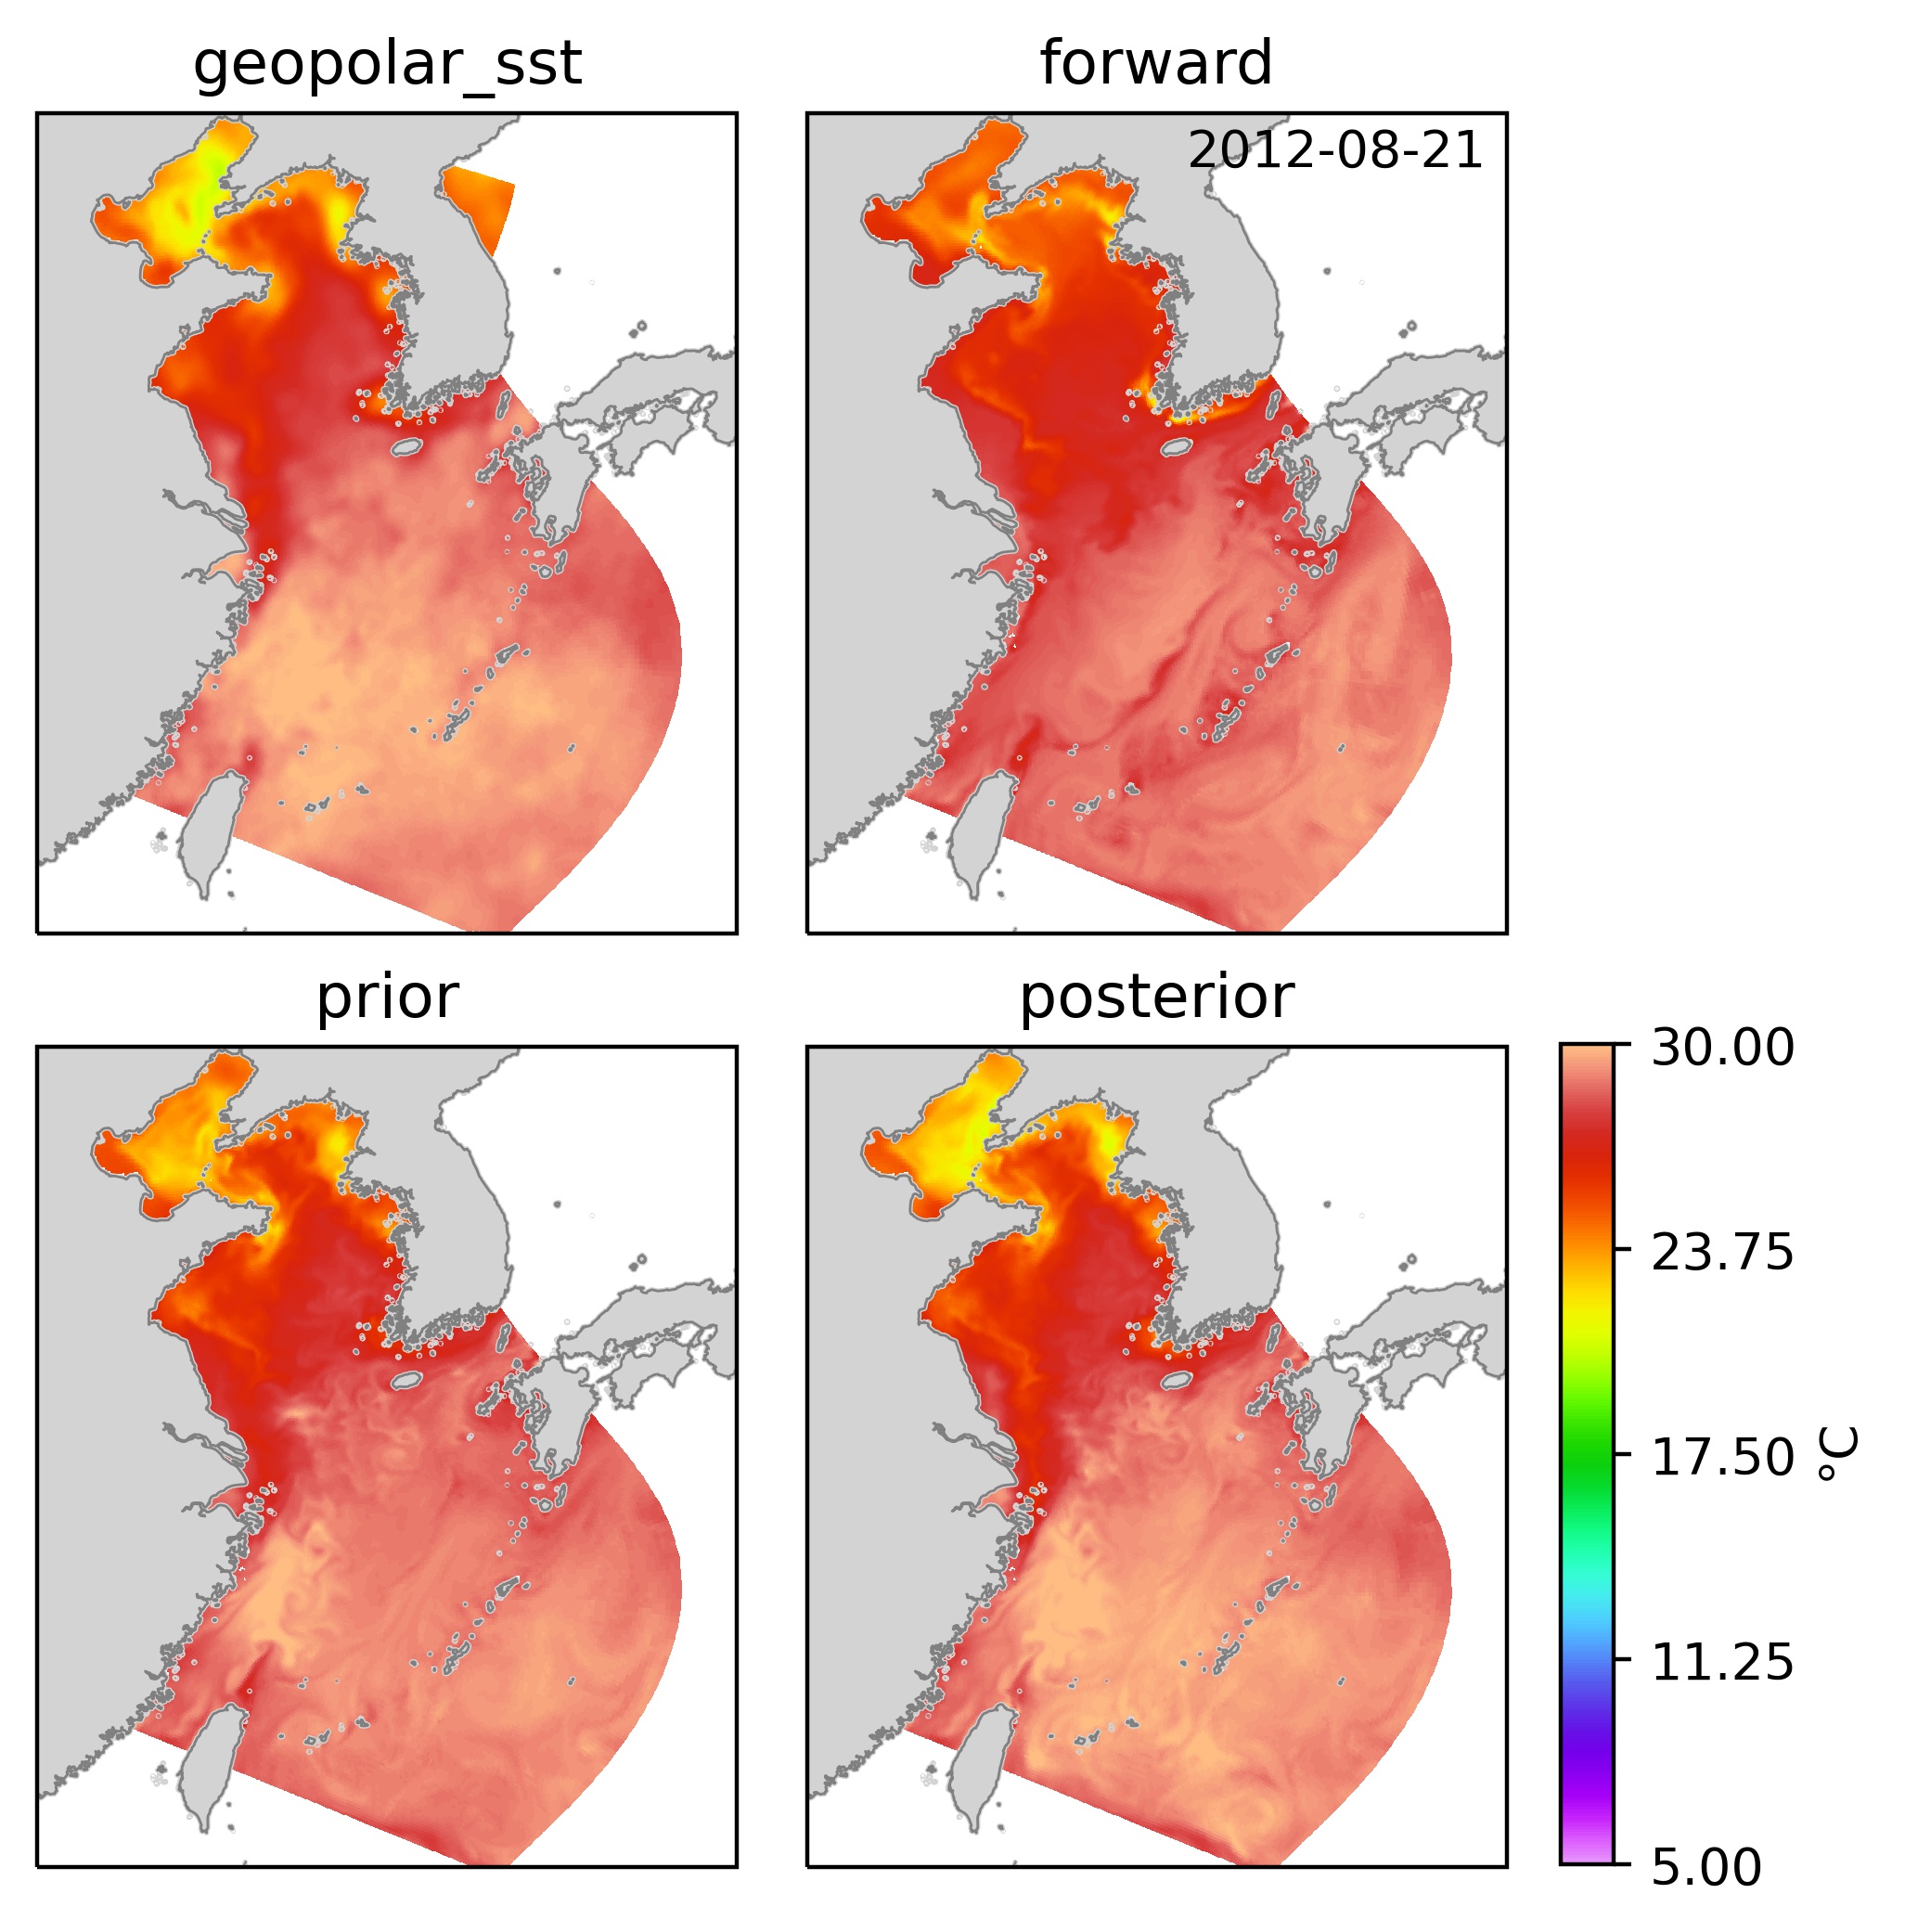 geopolar_sst
forward
2012-08-21
prior
posterior
30.00
23.75
17.50
11.25
5.00
°C